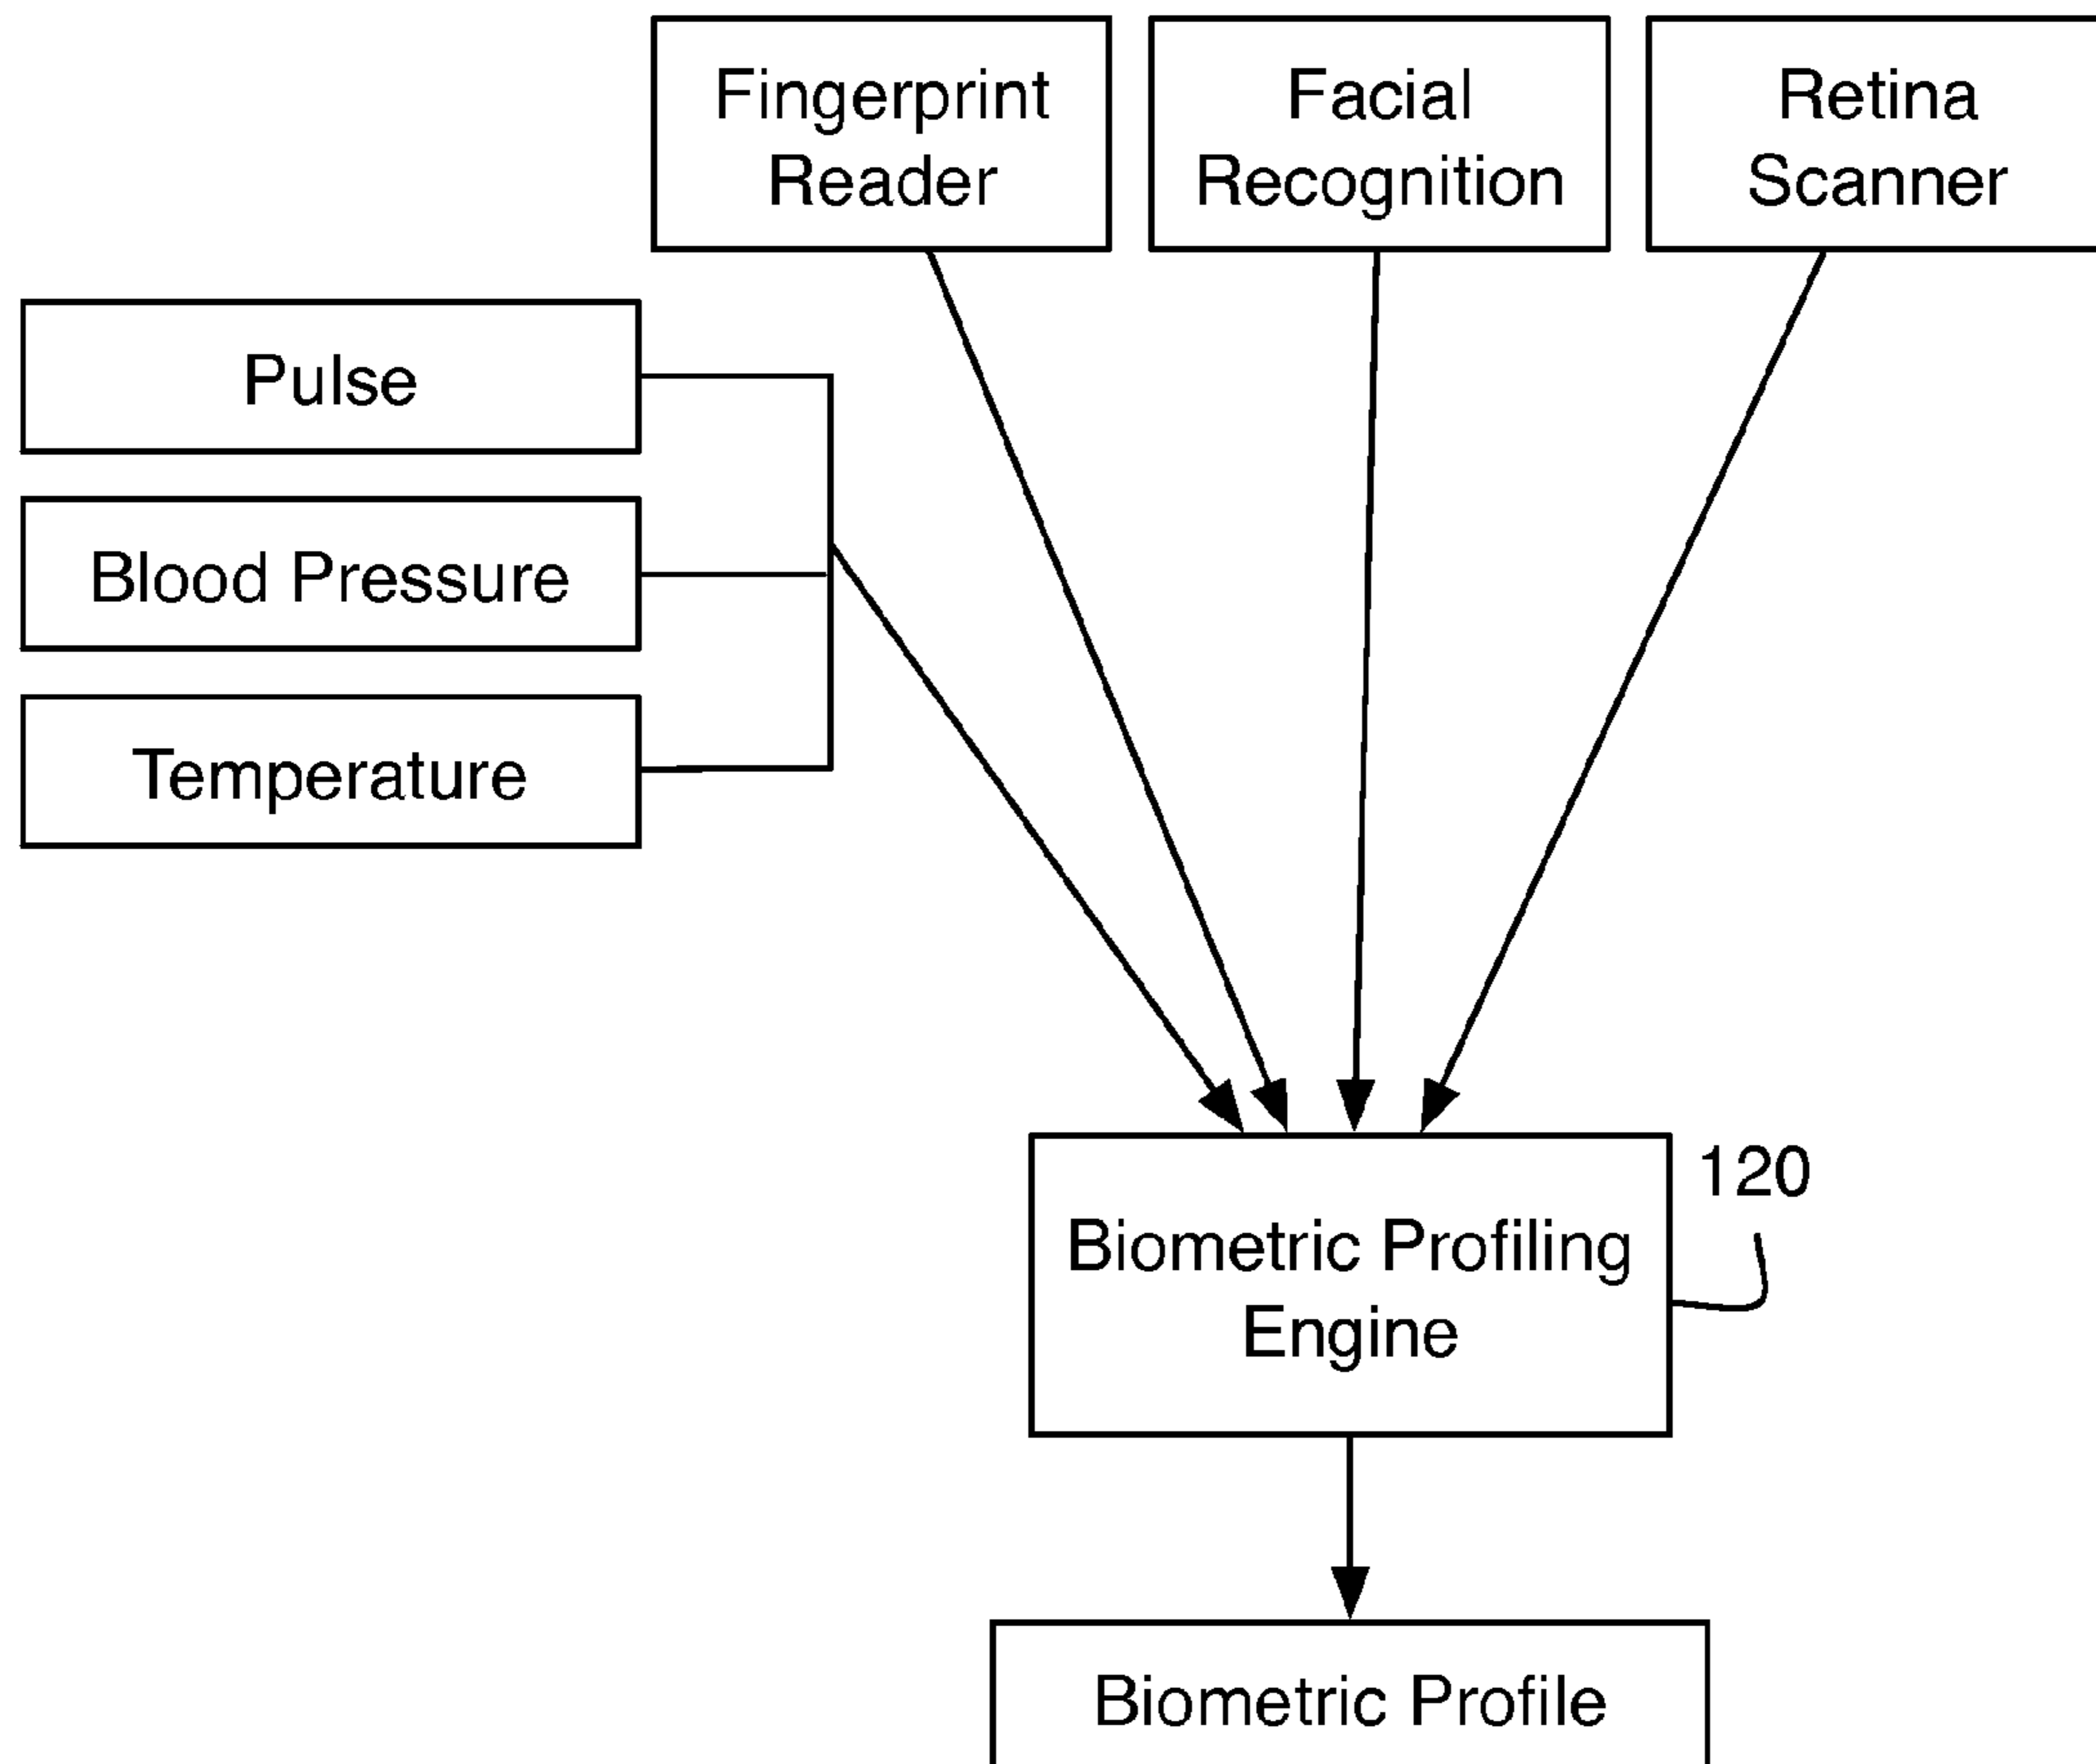 Fingerprint
Reader
Facial
Recognition
Retina
Scanner
Pulse
Blood Pressure
Temperature
120
Biometric Profiling
Engine
Biometric Profile